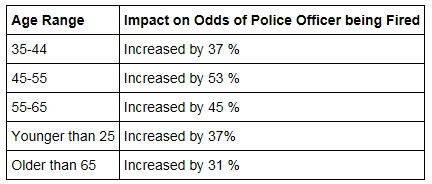 Age Range Impact on Odds of Police Officer being Fired
35-44 Increased by 37 %
45-55 Increased by 53 %
55-65 Increased by 45 %
Younger than 25 Increased by 37%
Older than 65 Increased by 31 %